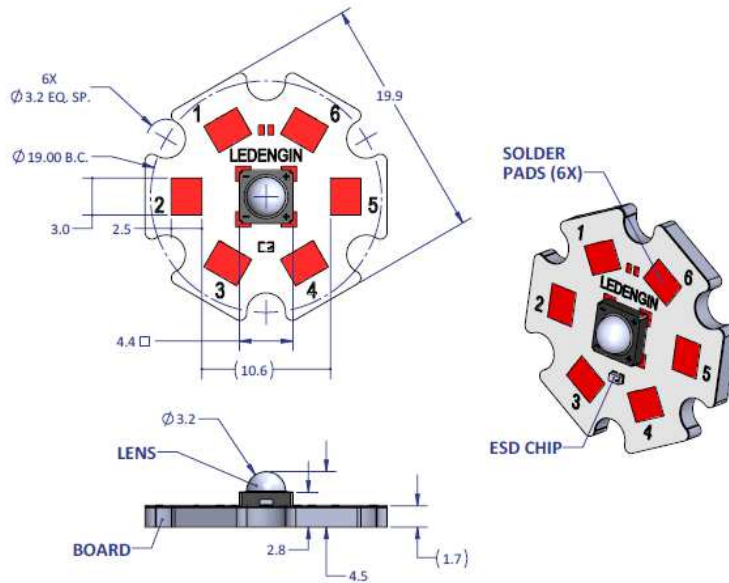 6X
Ø3.2 EQ. SP.
Ø19.00 B.C.
19.9
1
6
LEDENGIN
2
5
3.0
2.5
3
4
4.4 □
(10.6)
SOLDER
PADS (6X)
1
6
LEDENGIN
2
5
3
4
ESD CHIP
Ø3.2
LENS
BOARD
2.8
4.5
(1.7)